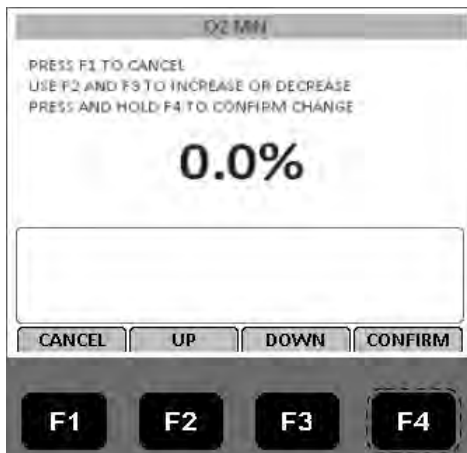 O2 MIN
PRESS F1 TO CANCEL
USE F2 AND F3 TO INCREASE OR DECREASE
PRESS AND HOLD F4 TO CONFIRM CHANGE
0.0%
CANCEL UP DOWN CONFIRM
F1 F2 F3 F4